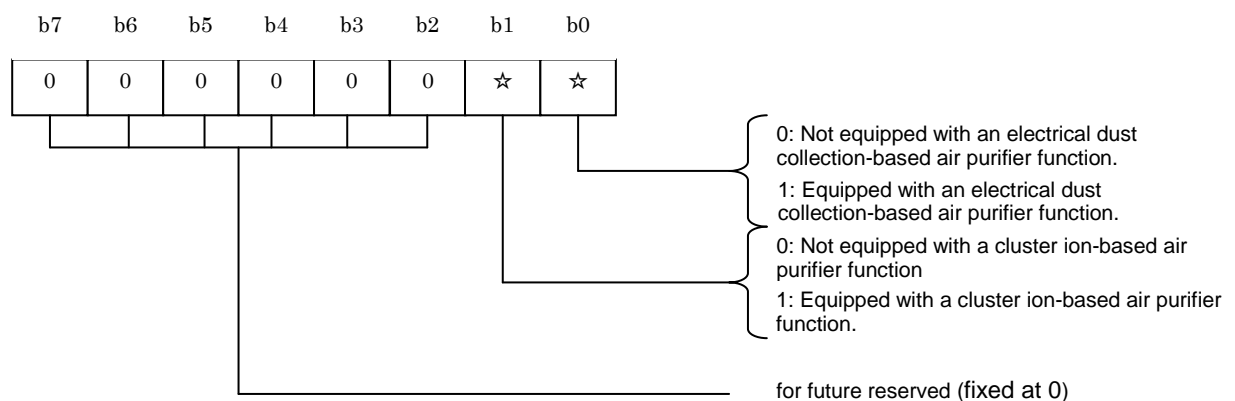 b7 b6 b5 b4 b3 b2 b1 b0
0 0 0 0 0 0 ☆ ☆
0: Not equipped with an electrical dust
collection-based air purifier function.
1: Equipped with an electrical dust
collection-based air purifier function.
0: Not equipped with a cluster ion-based air
purifier function
1: Equipped with a cluster ion-based air purifier
function.
for future reserved (fixed at 0)